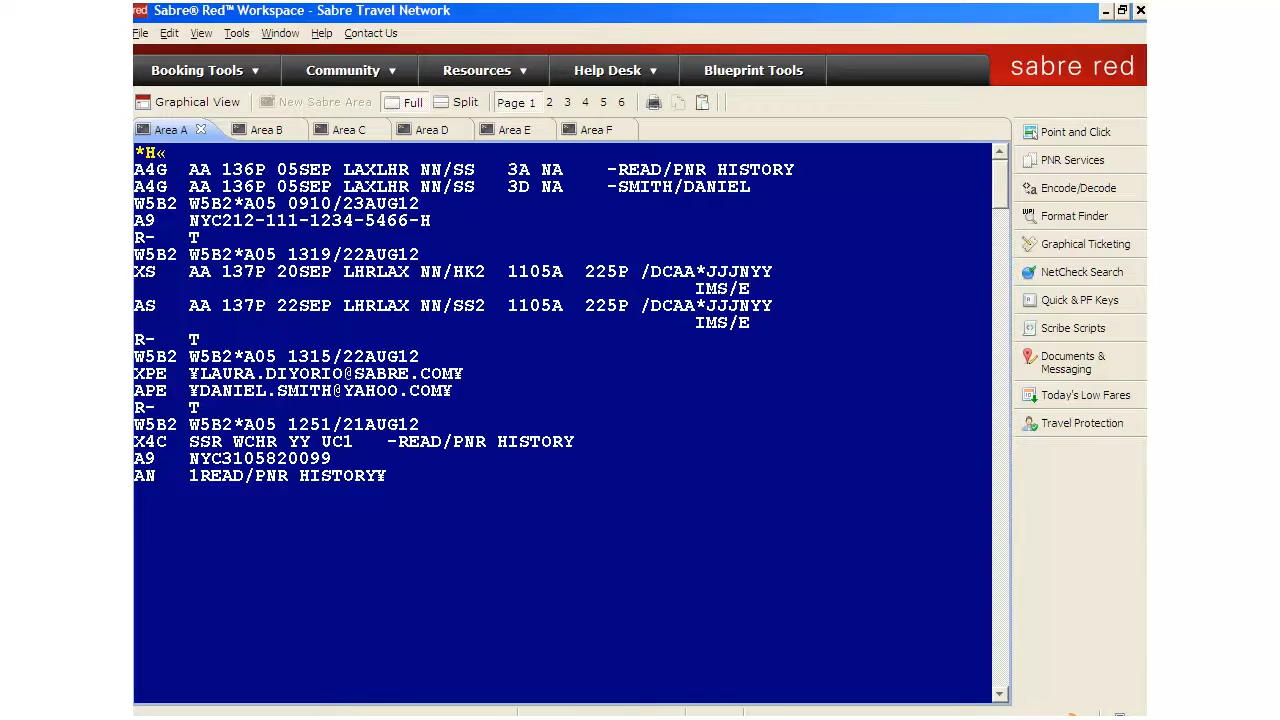 red Sabre® Red™ Workspace - Sabre Travel Network
File Edit View Tools Window Help Contact Us
Booking Tools Community Resources Help Desk Blueprint Tools sabre red
Graphical View New Sabre Area Full Split Page 1 2 3 4 5 6
Area A Area B Area C Area D Area E Area F
*H«
A4G AA 136P 05SEP LAXLHR NN/SS 3A NA -READ/PNR HISTORY
A4G AA 136P 05SEP LAXLHR NN/SS 3D NA -SMITH/DANIEL
W5B2 W5B2*A05 0910/23AUG12
A9 NYC212-111-1234-5466-H
R- T
W5B2 W5B2*A05 1319/22AUG12
XS AA 137P 20SEP LHRLAX NN/HK2 1105A 225P /DCAA*JJJNYY
IMS/E
AS AA 137P 22SEP LHRLAX NN/SS2 1105A 225P /DCAA*JJJNYY
IMS/E
R- T
W5B2 W5B2*A05 1315/22AUG12
XPE ¥LAURA.DIYORIO@SABRE.COM¥
APE ¥DANIEL.SMITH@YAHOO.COM¥
R- T
W5B2 W5B2*A05 1251/21AUG12
X4C SSR WCHR YY UC1 -READ/PNR HISTORY
A9 NYC3105820099
AN 1READ/PNR HISTORY¥
Point and Click
PNR Services
Encode/Decode
Format Finder
Graphical Ticketing
NetCheck Search
Quick & PF Keys
Scribe Scripts
Documents &
Messaging
Today's Low Fares
Travel Protection